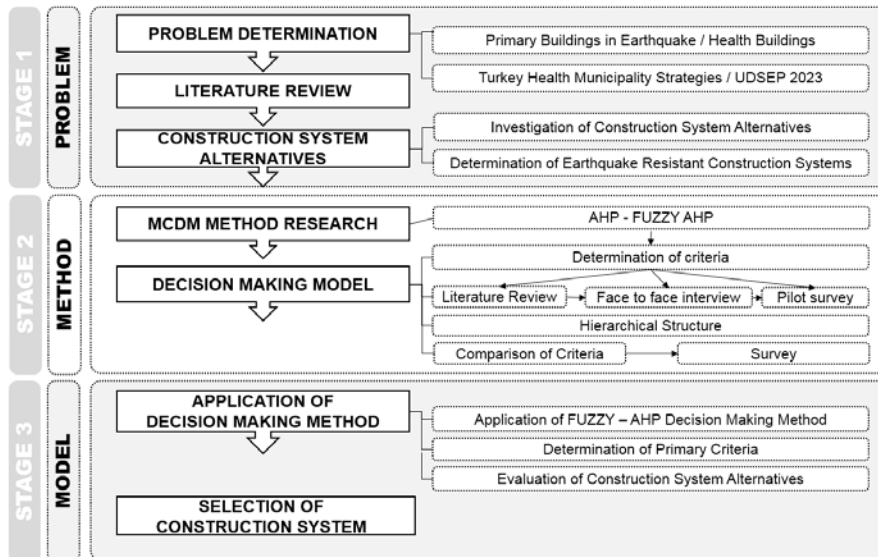 STAGE 1
PROBLEM
PROBLEM DETERMINATION
Primary Buildings in Earthquake / Health Buildings
Turkey Health Municipality Strategies / UDSEP 2023
LITERATURE REVIEW
CONSTRUCTION SYSTEM
ALTERNATIVES
Investigation of Construction System Alternatives
Determination of Earthquake Resistant Construction Systems
STAGE 2
METHOD
MCDM METHOD RESEARCH
AHP - FUZZY AHP
DECISION MAKING MODEL
Determination of criteria
Literature Review
Face to face interview
Pilot survey
Hierarchical Structure
Comparison of Criteria
Survey
STAGE 3
MODEL
APPLICATION OF
DECISION MAKING METHOD
Application of FUZZY – AHP Decision Making Method
Determination of Primary Criteria
Evaluation of Construction System Alternatives
SELECTION OF
CONSTRUCTION SYSTEM